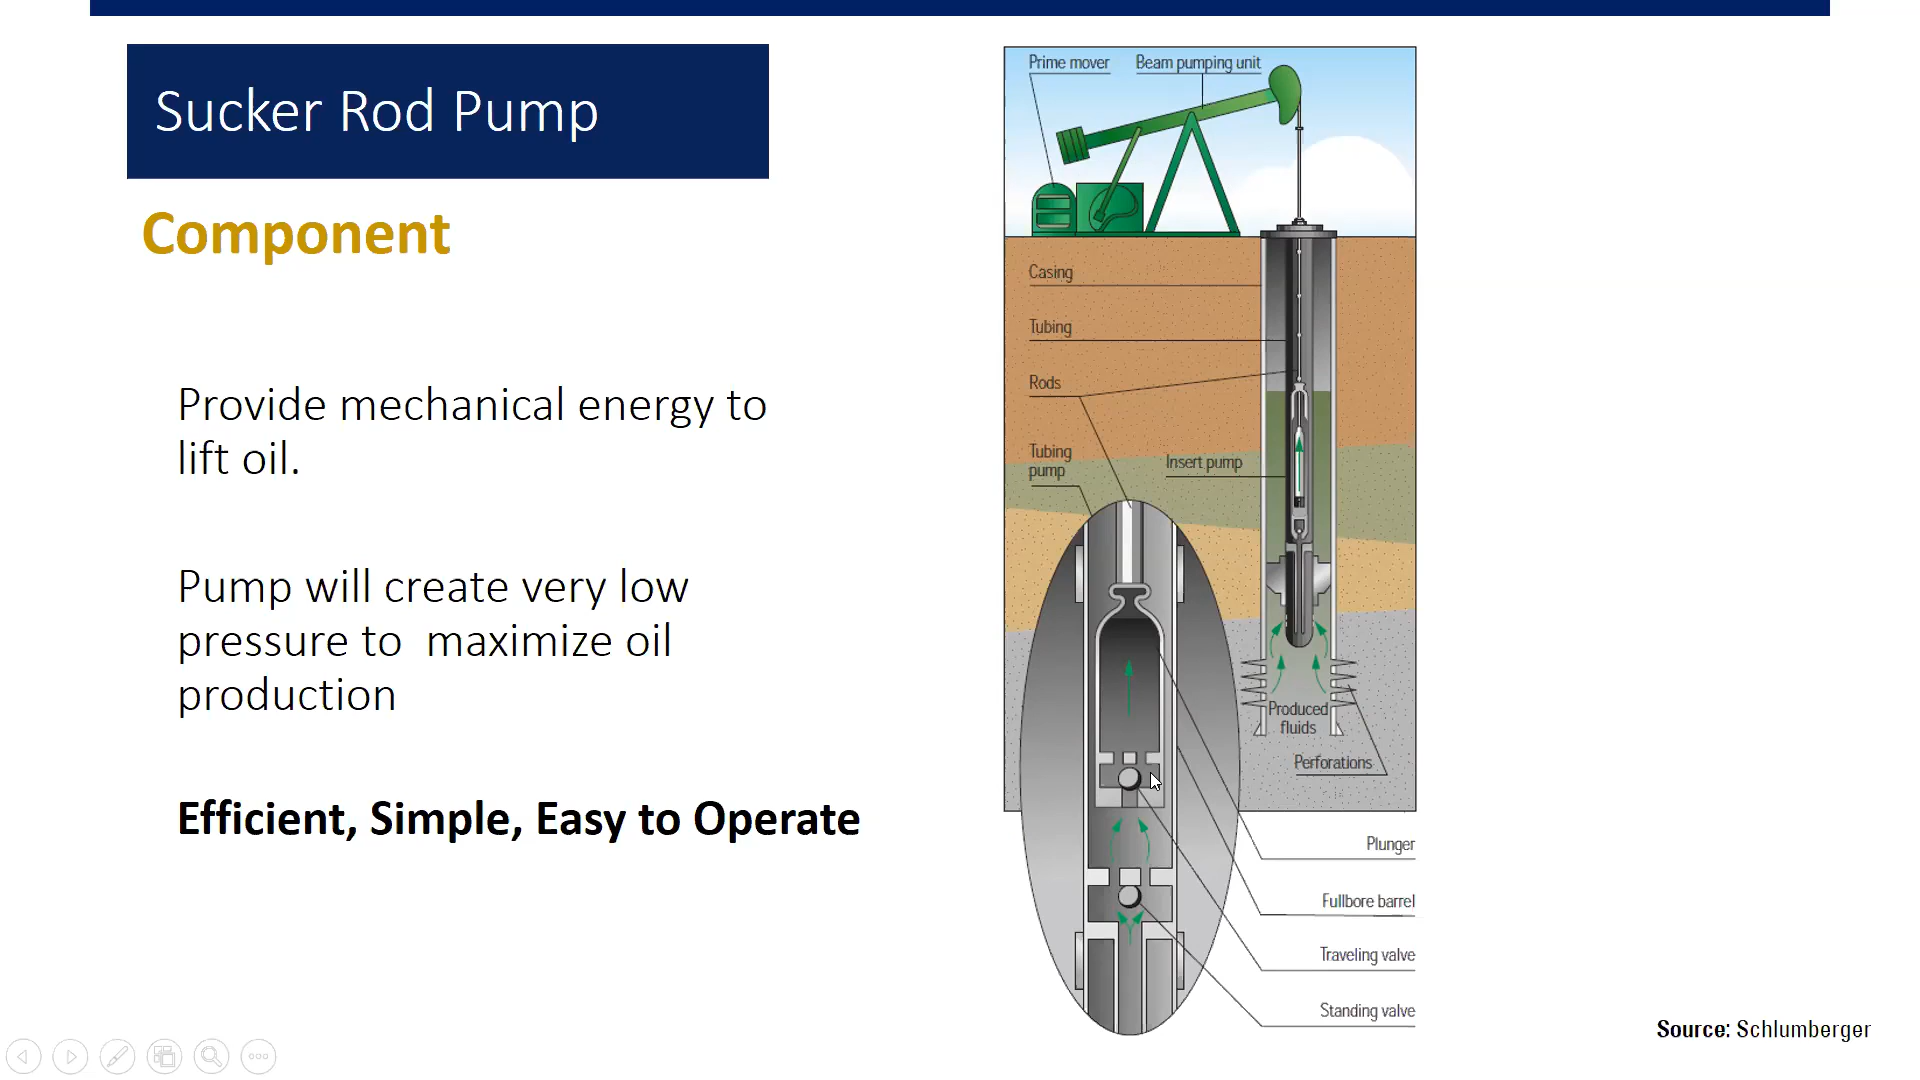 Sucker Rod Pump
Component
Provide mechanical energy to
lift oil.
Pump will create very low
pressure to  maximize oil
production
Efficient, Simple, Easy to Operate
Prime mover
Beam pumping unit
Casing
Tubing
Rods
Tubing
pump
Insert pump
Produced
fluids
Perforations
Plunger
Fullbore barrel
Traveling valve
Standing valve
Source: Schlumberger